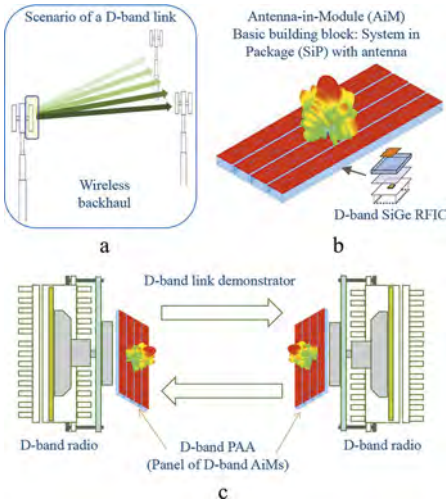 Scenario of a D-band link
Wireless
backhaul
a
Antenna-in-Module (AiM)
Basic building block: System in
Package (SiP) with antenna
D-band SiGe RFIC
b
D-band link demonstrator
D-band radio
D-band PAA
(Panel of D-band AiMs)
D-band radio
c